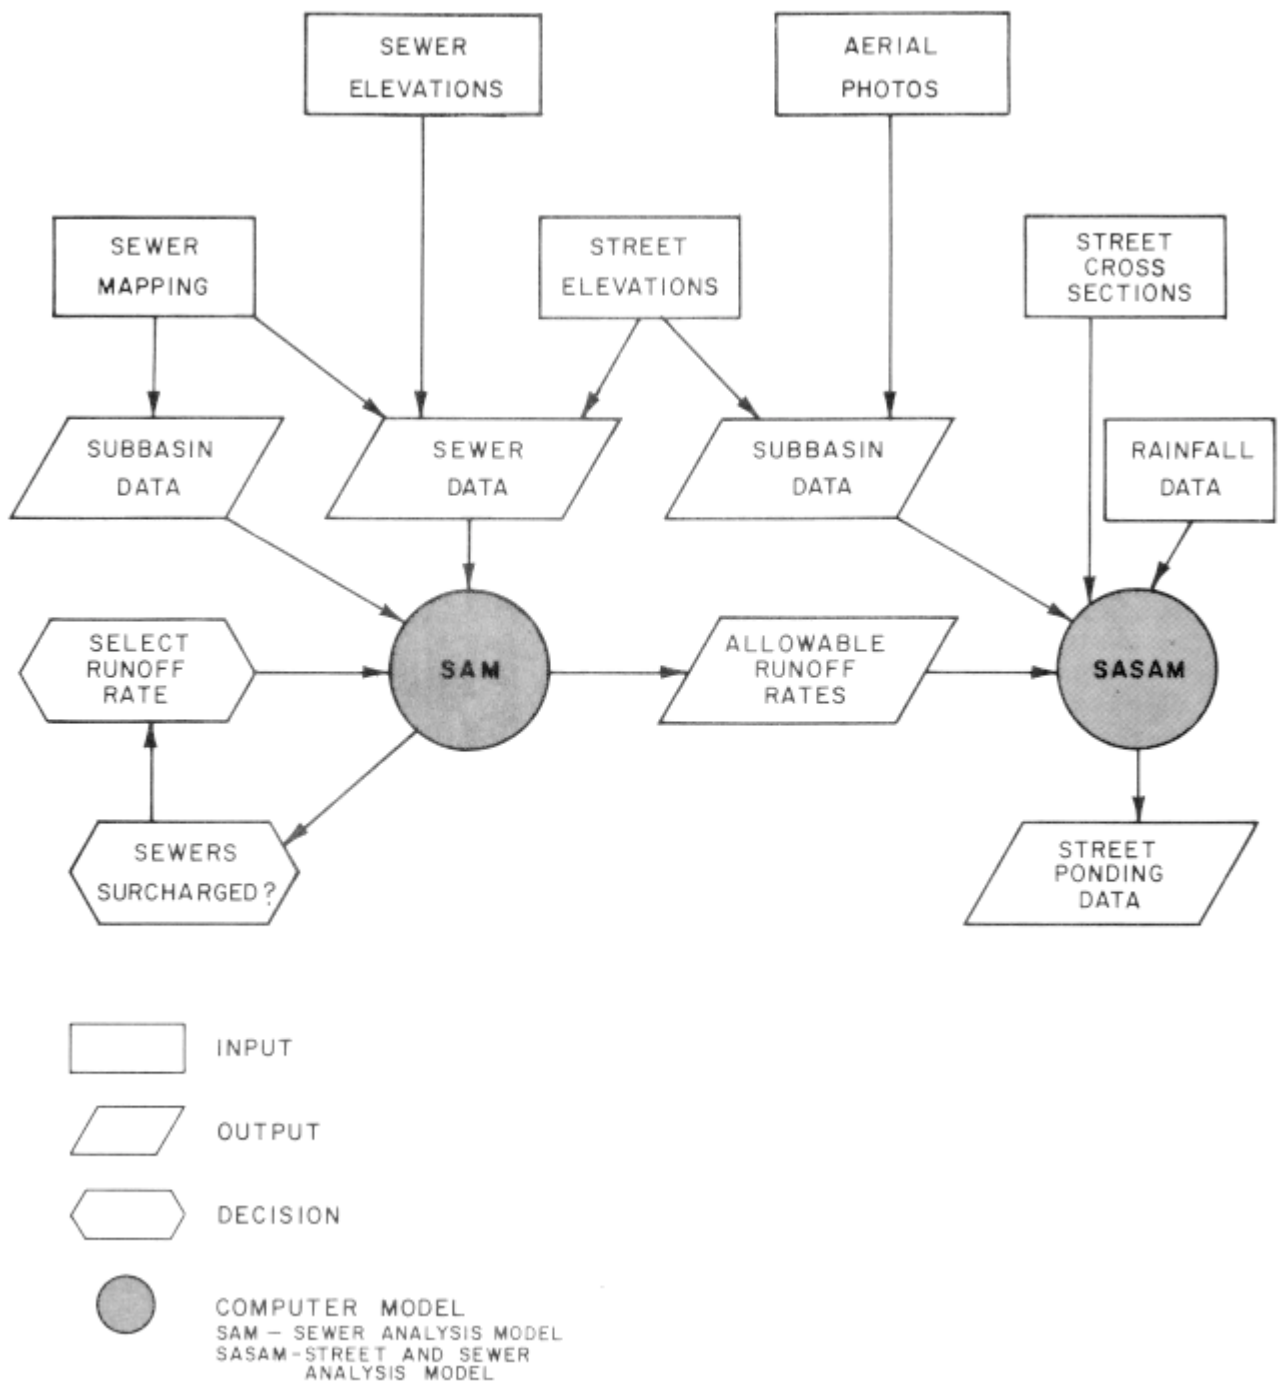 SEWER
ELEVATIONS
AERIAL
PHOTOS
SEWER
MAPPING
STREET
ELEVATIONS
STREET
CROSS
SECTIONS
SUBBASIN
DATA
SEWER
DATA
SUBBASIN
DATA
RAINFALL
DATA
SELECT
RUNOFF
RATE
SAM
ALLOWABLE
RUNOFF
RATES
SASAM
SEWERS
SURCHARGED?
STREET
PONDING
DATA
INPUT
OUTPUT
DECISION
COMPUTER MODEL
SAM – SEWER ANALYSIS MODEL
SASAM-STREET AND SEWER
ANALYSIS MODEL